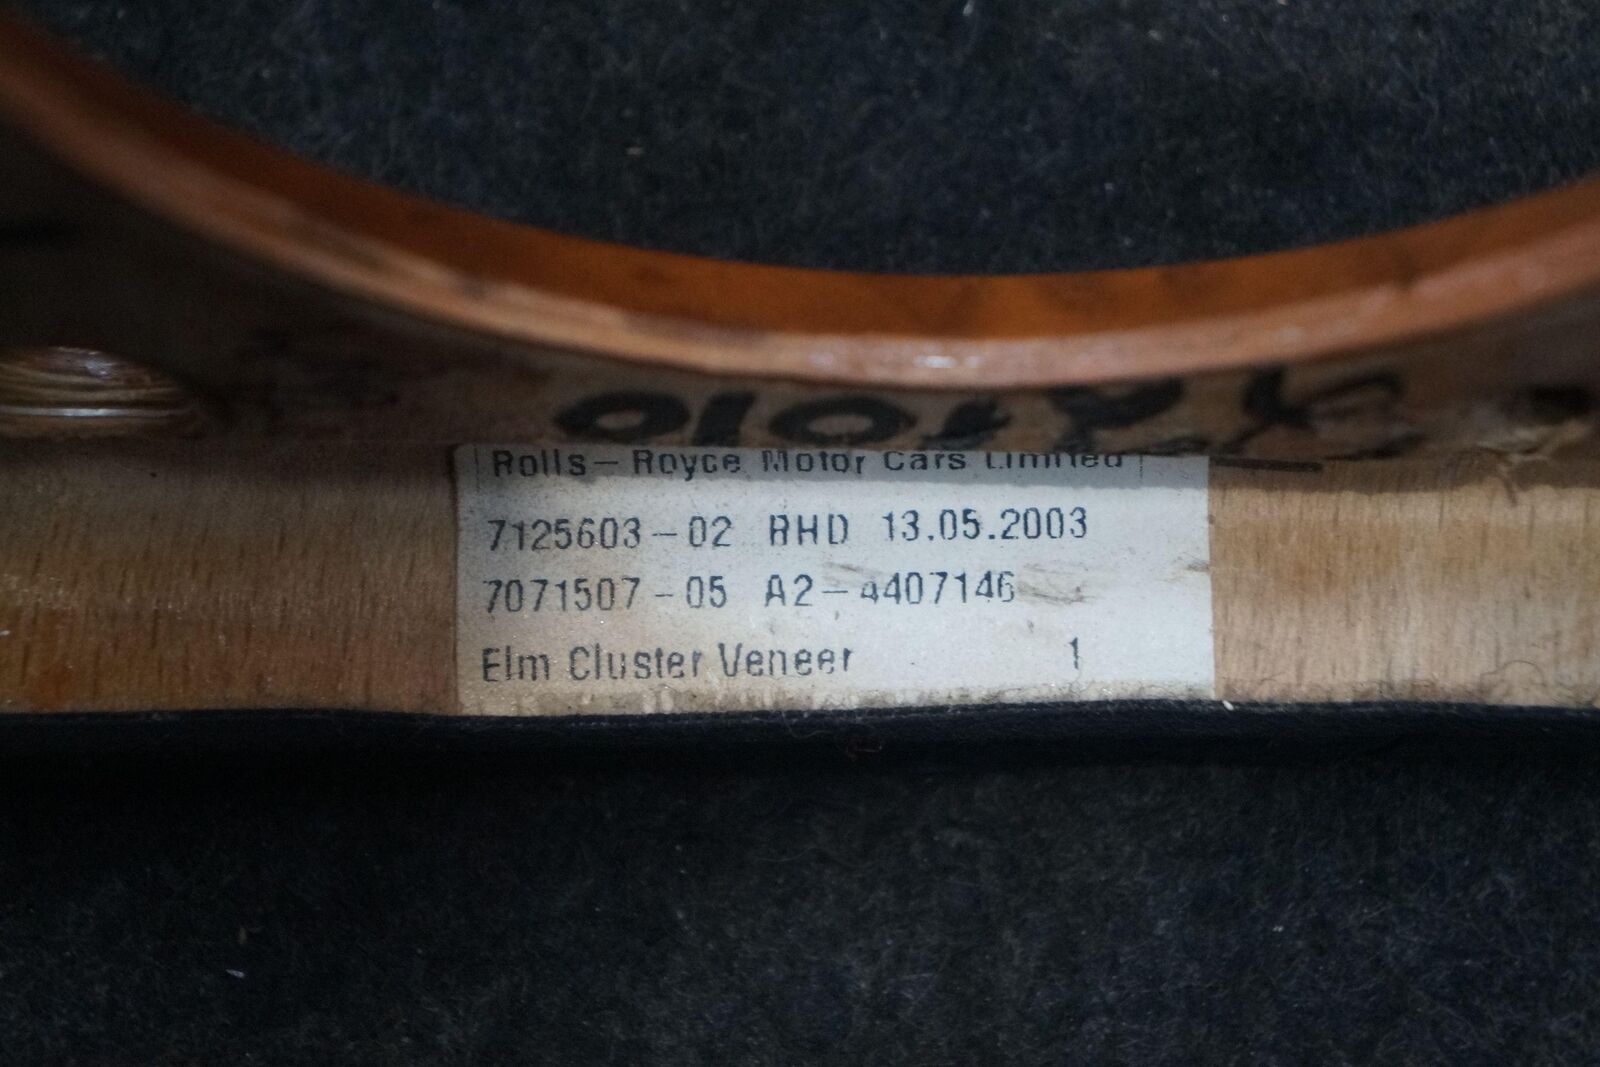 Rolls-Royce Motor Cars Limited
7125603-02 RHD 13.05.2003
7071507-05 A2-4407146
Elm Cluster Veneer 1